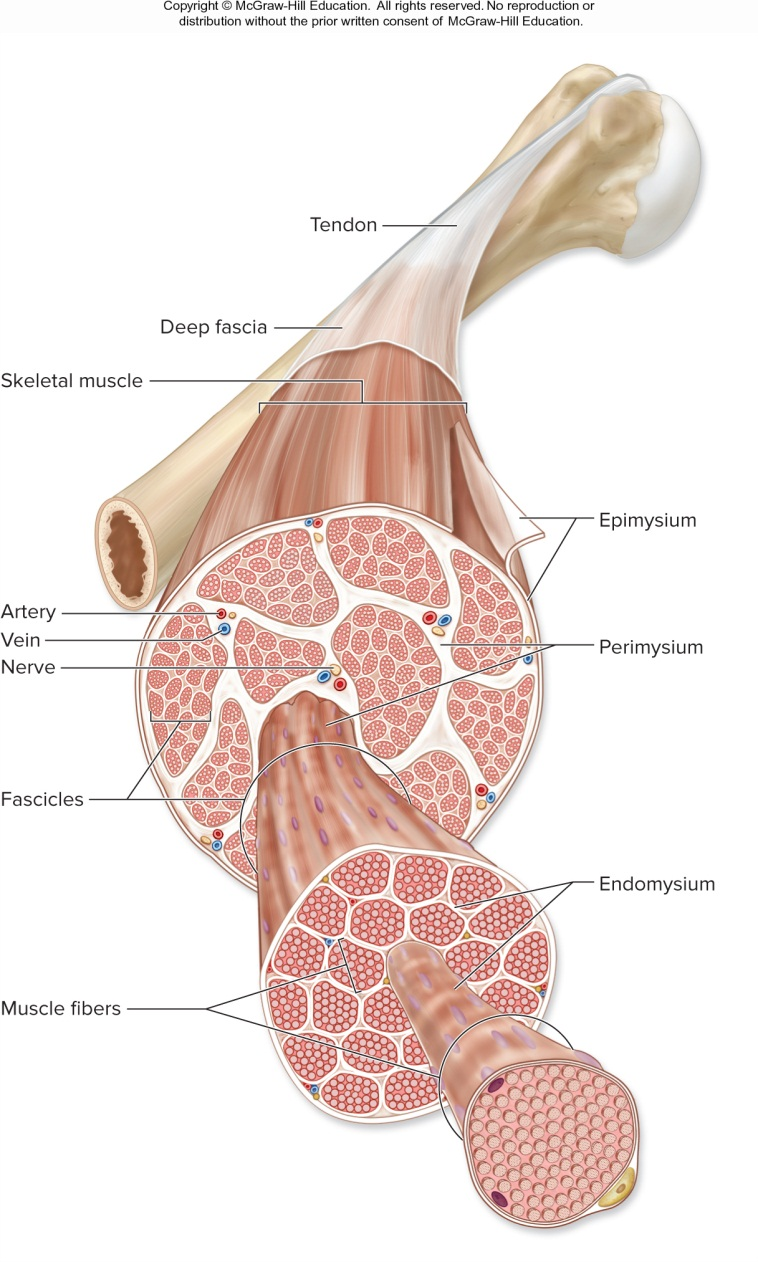 Copyright © McGraw-Hill Education. All rights reserved. No reproduction or
distribution without the prior written consent of McGraw-Hill Education.
Tendon
Deep fascia
Skeletal muscle
Epimysium
Artery
Vein
Perimysium
Nerve
Fascicles
Endomysium
Muscle fibers